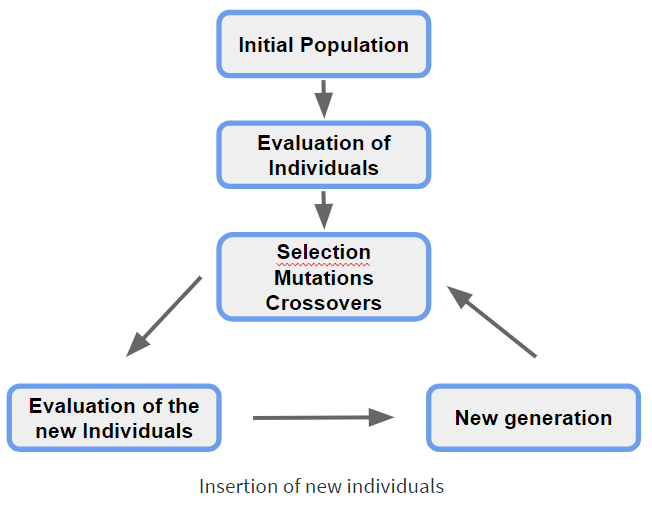 Initial Population
Evaluation of
Individuals
Selection
Mutations
Crossovers
Evaluation of the
new Individuals
New generation
Insertion of new individuals